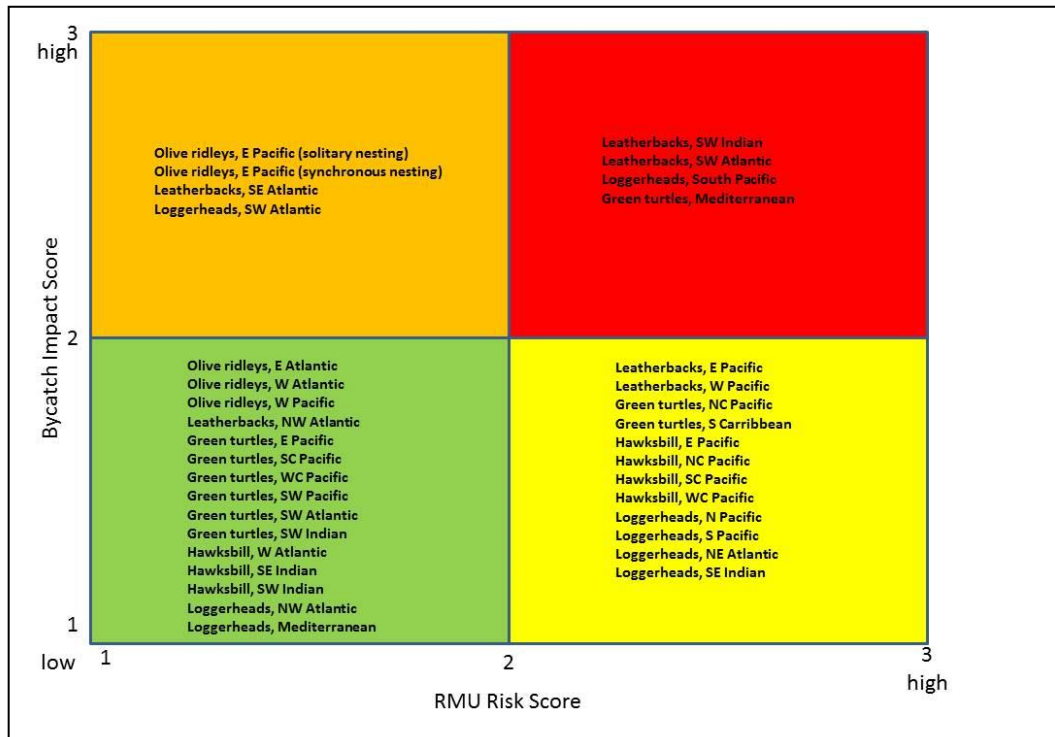 3
high
Olive ridleys, E Pacific (solitary nesting)
Olive ridleys, E Pacific (synchronous nesting)
Leatherbacks, SE Atlantic
Loggerheads, SW Atlantic
Leatherbacks, SW Indian
Leatherbacks, SW Atlantic
Loggerheads, South Pacific
Green turtles, Mediterranean
Bycatch Impact Score
2
Olive ridleys, E Atlantic
Olive ridleys, W Atlantic
Olive ridleys, W Pacific
Leatherbacks, NW Atlantic
Green turtles, E Pacific
Green turtles, SC Pacific
Green turtles, WC Pacific
Green turtles, SW Pacific
Green turtles, SW Atlantic
Green turtles, SW Indian
Hawksbill, W Atlantic
Hawksbill, SE Indian
Hawksbill, SW Indian
Loggerheads, NW Atlantic
Loggerheads, Mediterranean
Leatherbacks, E Pacific
Leatherbacks, W Pacific
Green turtles, NC Pacific
Green turtles, S Carribbean
Hawksbill, E Pacific
Hawksbill, NC Pacific
Hawksbill, SC Pacific
Hawksbill, WC Pacific
Loggerheads, N Pacific
Loggerheads, S Pacific
Loggerheads, NE Atlantic
Loggerheads, SE Indian
1
low
1
2
3
high
RMU Risk Score